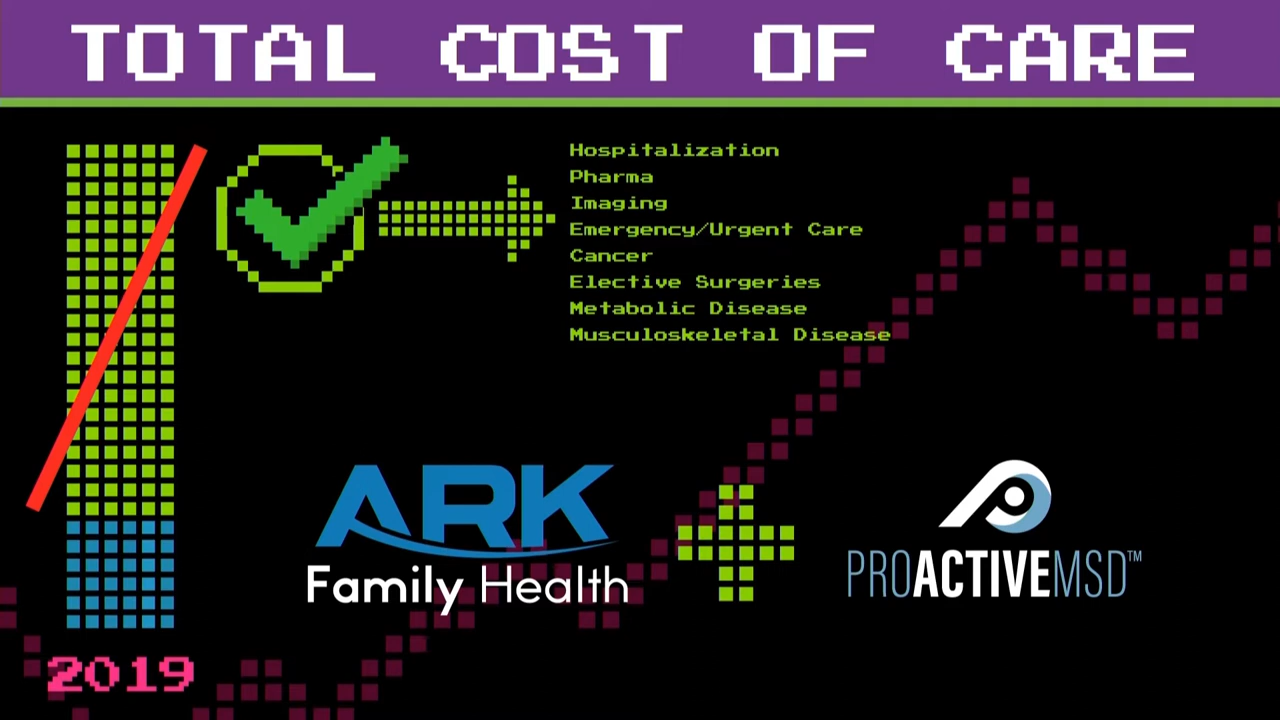 TOTAL COST OF CARE
Hospitalization
Pharma
Imaging
Emergency/Urgent Care
Cancer
Elective Surgeries
Metabolic Disease
Musculoskeletal Disease
ARK
Family Health
PROACTIVEMSD™
2019